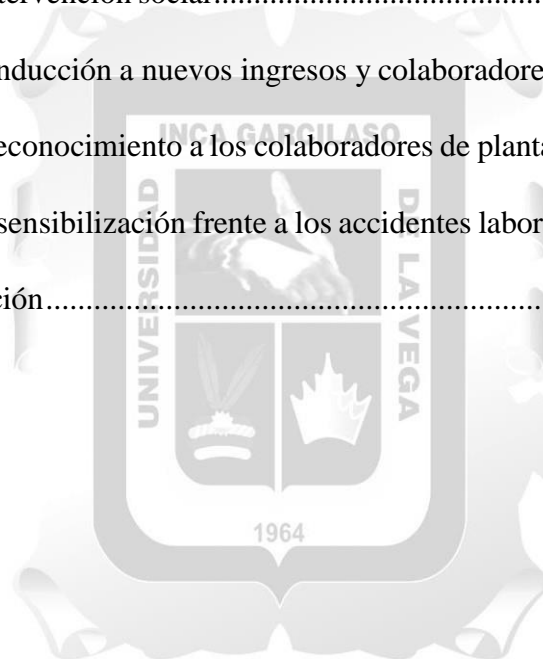 tervención social....................................................
nducción a nuevos ingresos y colaboradore
econocimiento a los colaboradores de planta
sensibilización frente a los accidentes labor
ción....................................................................................
UNIVERSIDAD
INCA GARCILASO
DE LA VEGA
1964